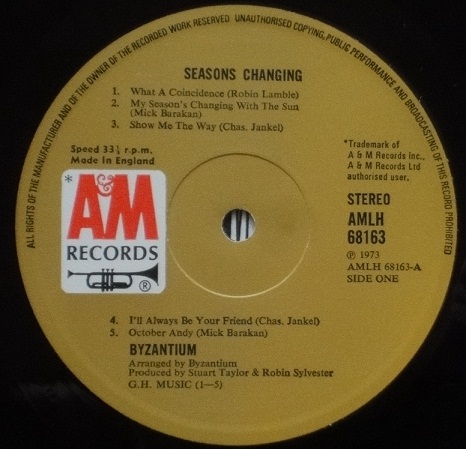 ALL RIGHTS OF THE MANUFACTURER AND OF THE OWNER OF THE RECORDED WORK RESERVED UNAUTHORISED COPYING, PUBLIC PERFORMANCE AND BROADCASTING OF THIS RECORD PROHIBITED
SEASONS CHANGING
1. What A Coincidence (Robin Lamble)
2. My Season's Changing With The Sun
(Mick Barakan)
3. Show Me The Way (Chas. Jankel)
Speed 33⅓ r.p.m.
Made in England
*Trademark of
A & M Records Inc.,
A & M Records Ltd
authorised user.
* A&M
RECORDS
®
STEREO
AMLH
68163
℗ 1973
AMLH 68163-A
SIDE ONE
4. I'll Always Be Your Friend (Chas. Jankel)
5. October Andy (Mick Barakan)
BYZANTIUM
Arranged by Byzantium
Produced by Stuart Taylor & Robin Sylvester
G.H. MUSIC (1—5)